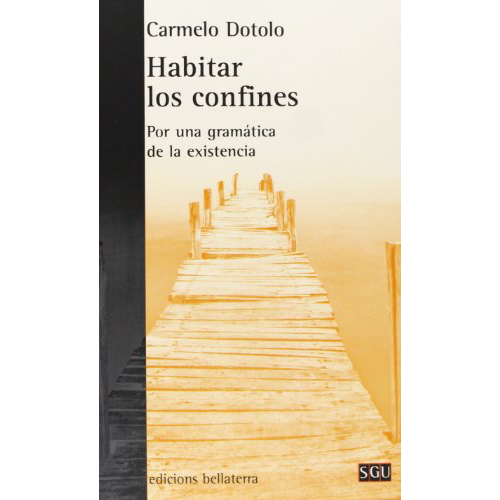 Carmelo Dotolo
Habitar
los confines
Por una gramática
de la existencia
edicions bellaterra
SGU